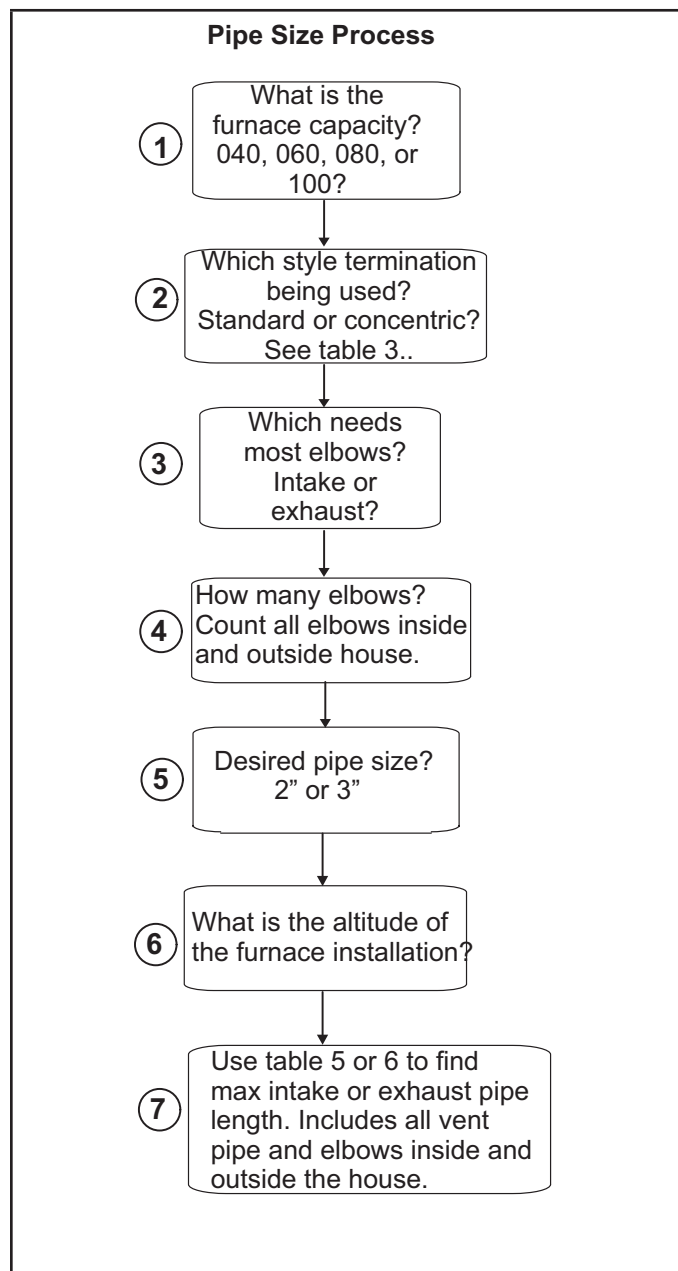 Pipe Size Process
1
What is the
furnace capacity?
040, 060, 080, or
100?
2
Which style termination
being used?
Standard or concentric?
See table 3..
3
Which needs
most elbows?
Intake or
exhaust?
4
How many elbows?
Count all elbows inside
and outside house.
5
Desired pipe size?
2” or 3”
6
What is the altitude of
the furnace installation?
7
Use table 5 or 6 to find
max intake or exhaust pipe
length. Includes all vent
pipe and elbows inside and
outside the house.